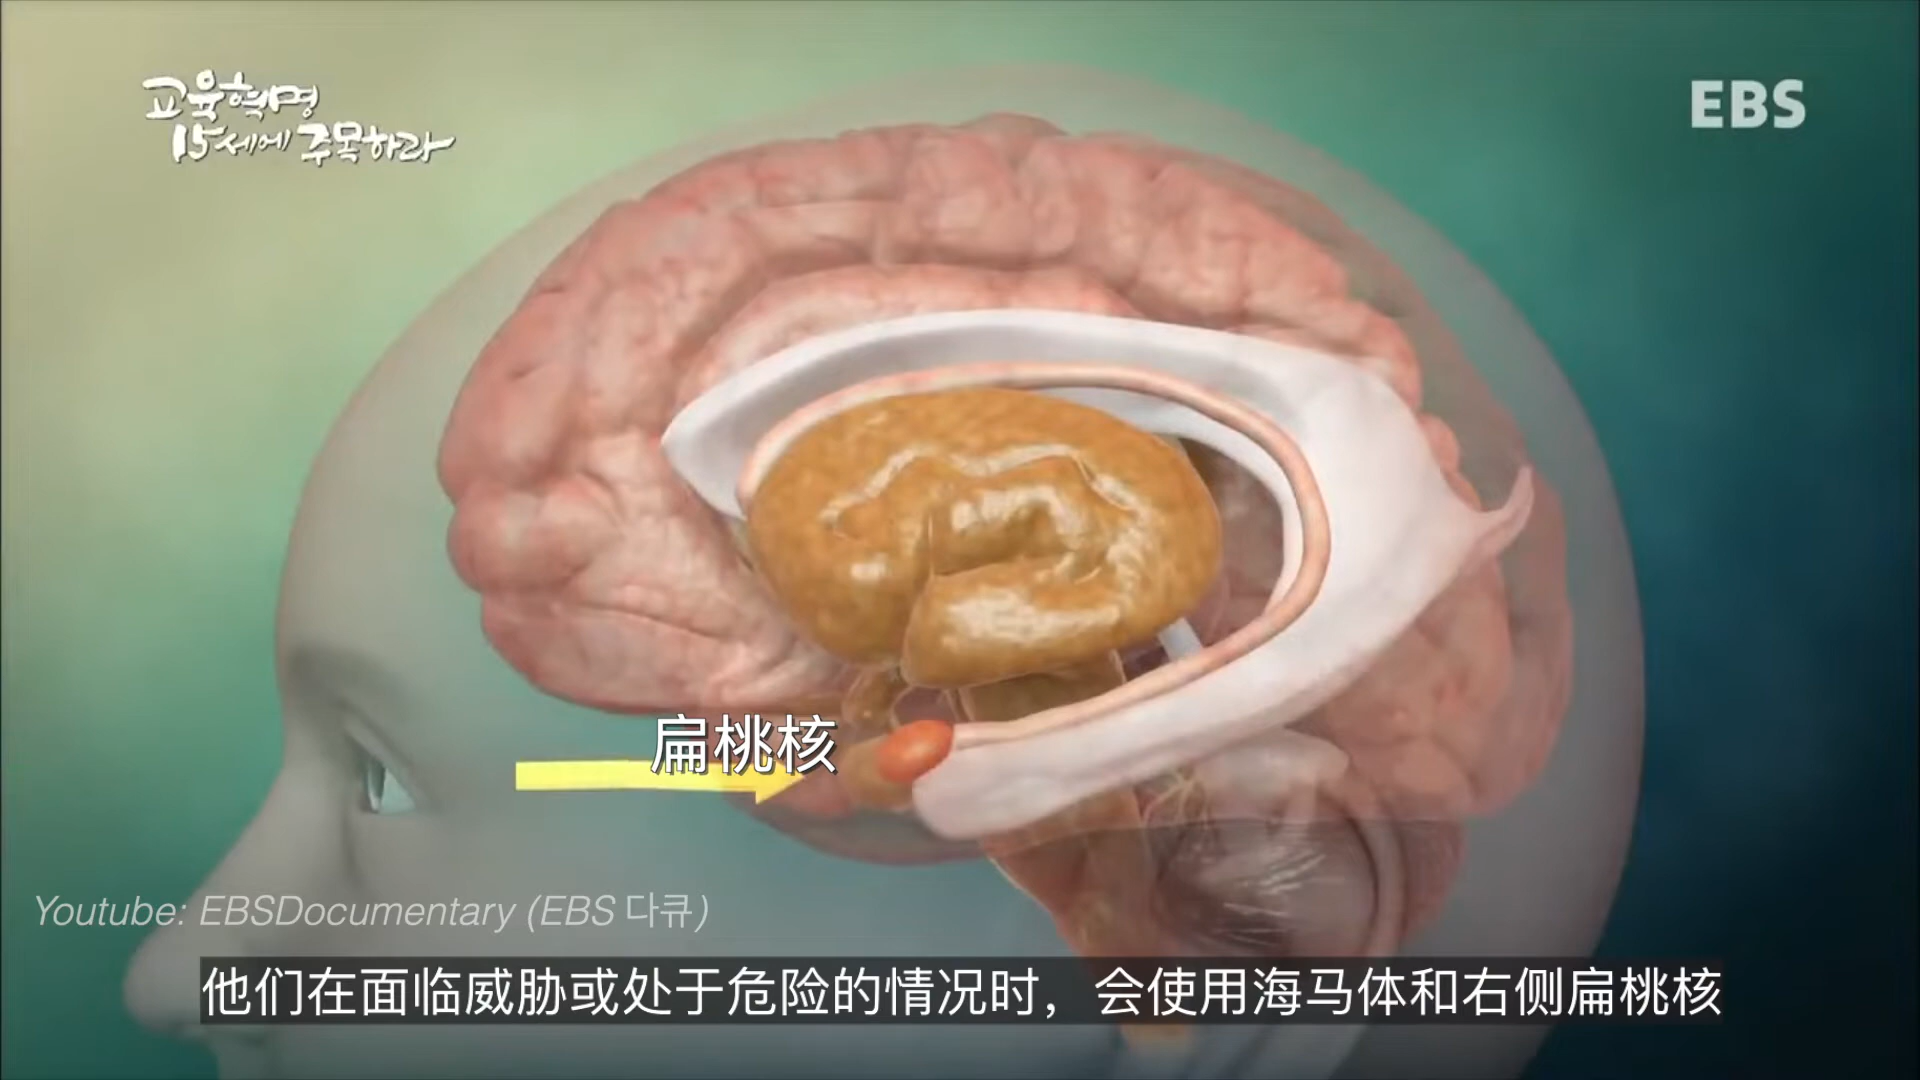 교육혁명
15세에 주목하라
EBS
扁桃核
Youtube: EBSDocumentary (EBS 다큐)
他们在面临威胁或处于危险的情况时，会使用海马体和右侧扁桃核